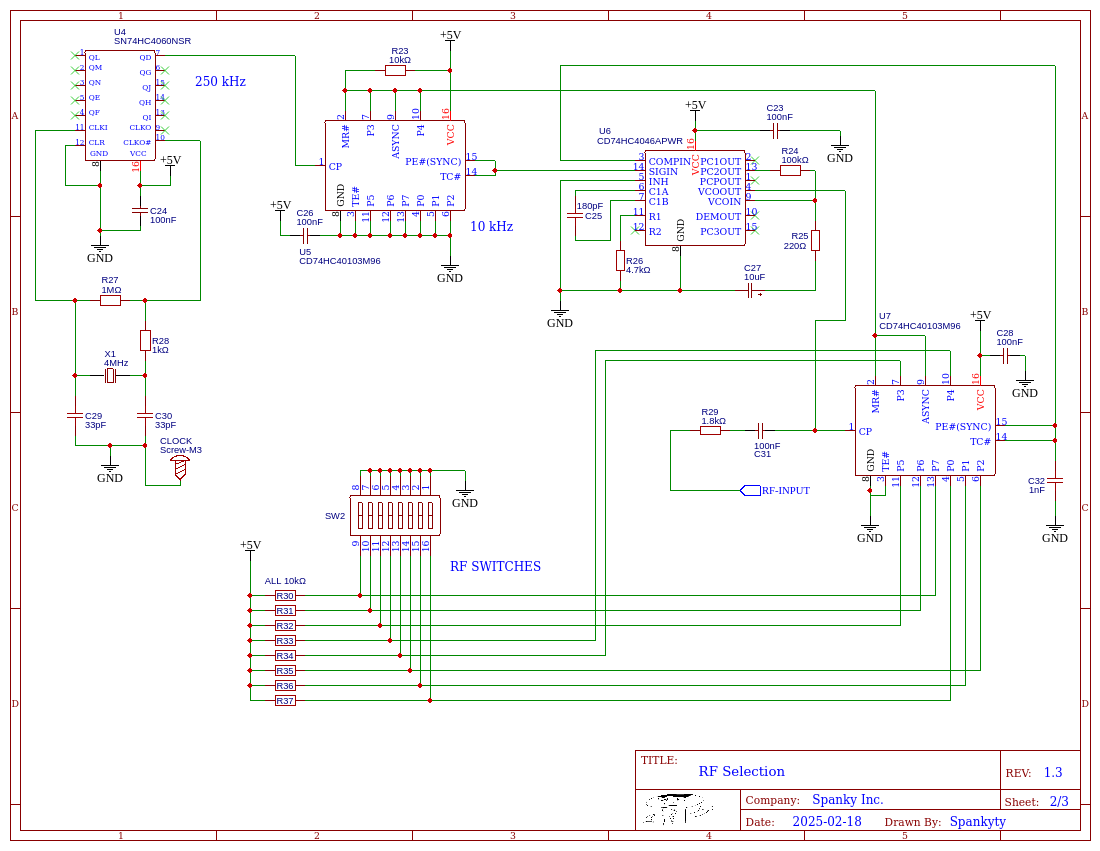 1 2 3 4 5
A
B
C
D
A
B
C
D
1 2 3 4 5
U4
SN74HC4060NSR
1 QL QD 7
2 QM QG 6
3 QN QJ 15
5 QE QH 14
4 QF QI 13
11 CLKI CLKO 9
12 CLR CLKO# 10
GND VCC
8 16
250 kHz
+5V
C24
100nF
GND
R27
1MΩ
R28
1kΩ
X1
4MHz
C29
33pF
C30
33pF
GND
CLOCK
Screw-M3
R23
10kΩ
+5V
2 7 9 10 16
MR# P3 ASYNC P4 VCC
1 CP
PE#(SYNC) 15
TC# 14
GND TE# P5 P6 P7 P0 P1 P2
8 3 11 12 13 4 5 6
+5V
C26
100nF
U5
CD74HC40103M96
GND
10 kHz
+5V
C23
100nF
GND
U6
CD74HC4046APWR
16
VCC
3 COMPIN PC1OUT 2
14 SIGIN PC2OUT 13
5 INH PCPOUT 1
6 C1A VCOOUT 4
7 C1B VCOIN 9
11 R1 DEMOUT 10
12 R2 PC3OUT 15
GND
8
180pF
C25
R24
100kΩ
R25
220Ω
R26
4.7kΩ
C27
10uF
GND
U7
CD74HC40103M96
+5V
C28
100nF
GND
2 7 9 10 16
MR# P3 ASYNC P4 VCC
1 CP
PE#(SYNC) 15
TC# 14
GND TE# P5 P6 P7 P0 P1 P2
8 3 11 12 13 4 5 6
R29
1.8kΩ
100nF
C31
RF-INPUT
GND
C32
1nF
GND
8 7 6 5 4 3 2 1
GND
SW2
9 10 11 12 13 14 15 16
RF SWITCHES
+5V
ALL 10kΩ
R30
R31
R32
R33
R34
R35
R36
R37
TITLE:
RF Selection
REV: 1.3
Company: Spanky Inc.
Sheet: 2/3
Date: 2025-02-18 Drawn By: Spankyty